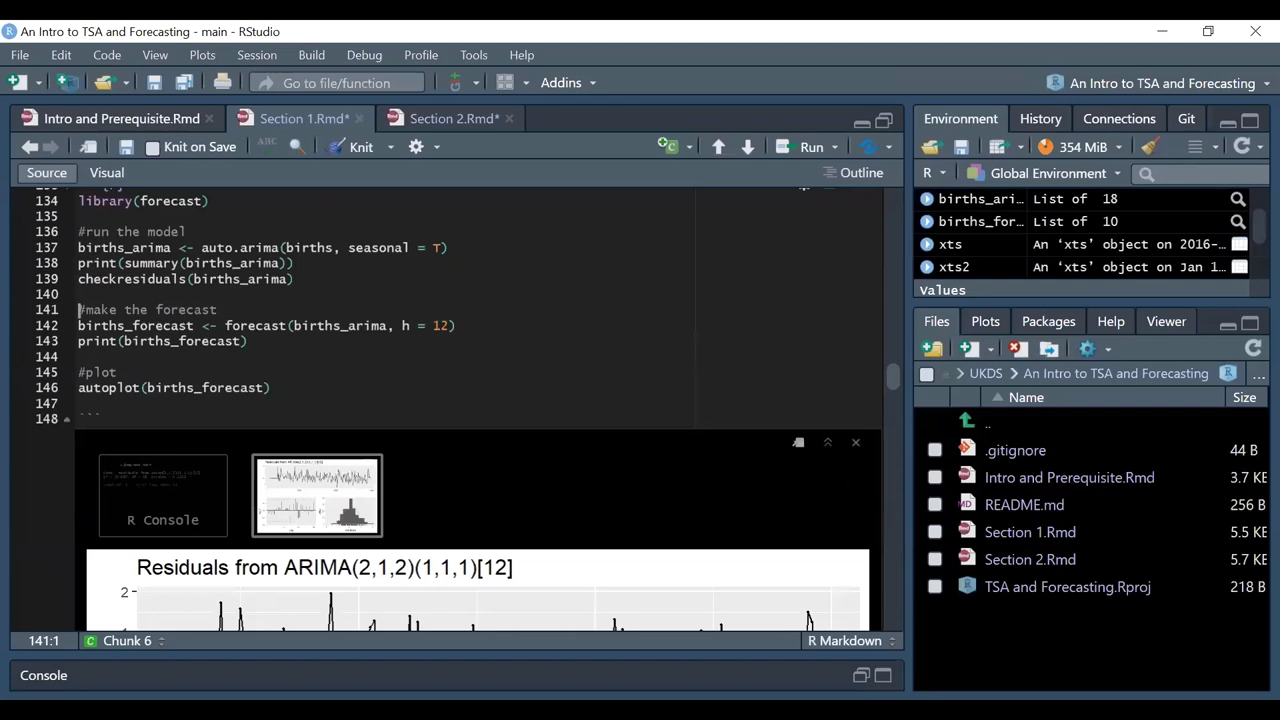 An Intro to TSA and Forecasting - main - RStudio
File Edit Code View Plots Session Build Debug Profile Tools Help
Go to file/function Addins An Intro to TSA and Forecasting
Intro and Prerequisite.Rmd Section 1.Rmd* Section 2.Rmd*
Knit on Save ABC Knit Run
Source Visual Outline
134 library(forecast)
135
136 #run the model
137 births_arima <- auto.arima(births, seasonal = T)
138 print(summary(births_arima))
139 checkresiduals(births_arima)
140
141 #make the forecast
142 births_forecast <- forecast(births_arima, h = 12)
143 print(births_forecast)
144
145 #plot
146 autoplot(births_forecast)
147
148 ```
R Console
Residuals from ARIMA(2,1,2)(1,1,1)[12]
2
141:1 Chunk 6 R Markdown
Console
Environment History Connections Git
354 MiB
R Global Environment
births_ari… List of 18
births_for… List of 10
xts An ‘xts’ object on 2016-…
xts2 An ‘xts’ object on Jan 1…
Values
Files Plots Packages Help Viewer
UKDS An Intro to TSA and Forecasting ...
Name Size
..
.gitignore 44 B
Intro and Prerequisite.Rmd 3.7 KE
README.md 256 B
Section 1.Rmd 5.5 KE
Section 2.Rmd 5.7 KE
TSA and Forecasting.Rproj 218 B